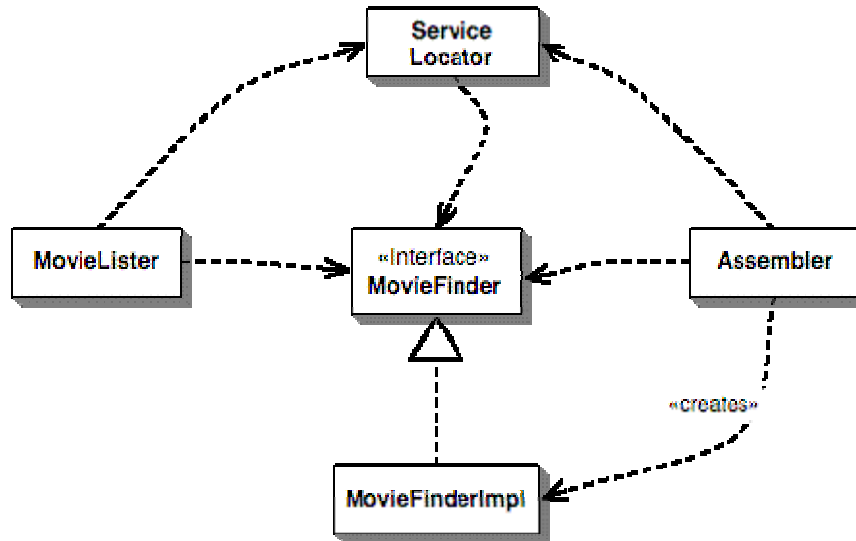 Service
Locator
MovieLister
«Interface»
MovieFinder
Assembler
«creates»
MovieFinderImpl